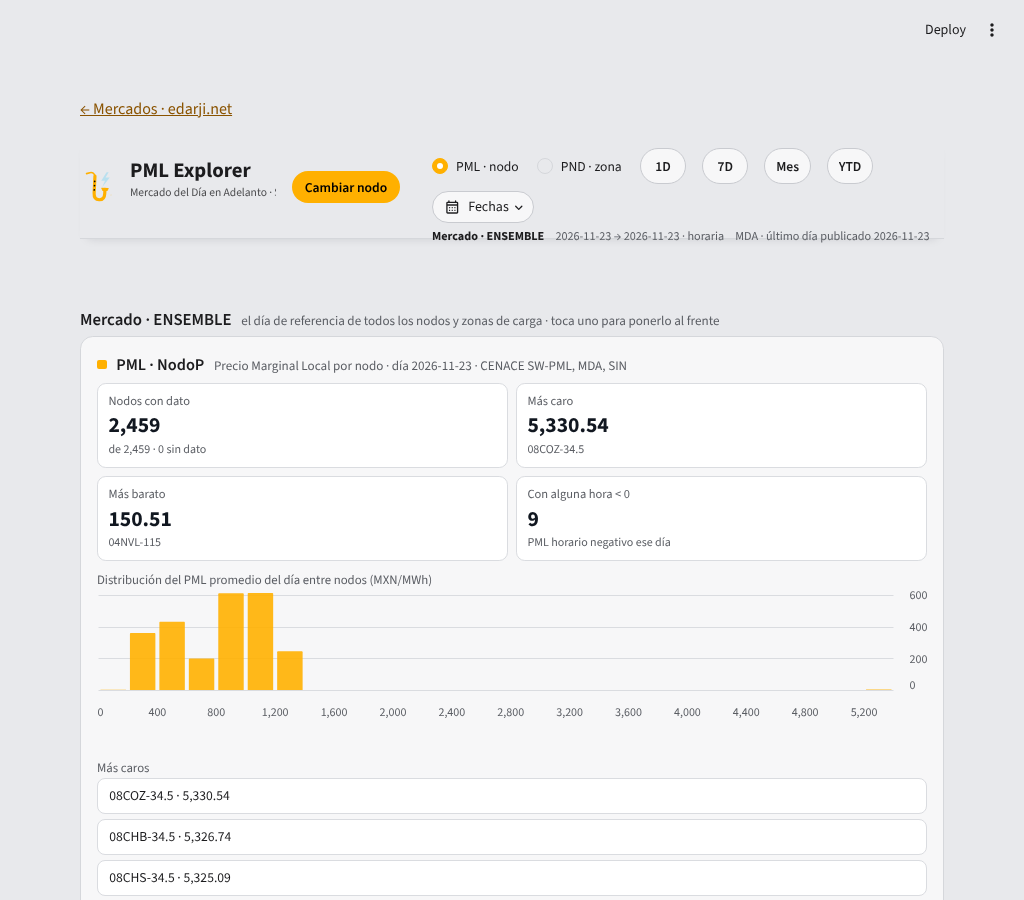 Deploy
← Mercados · edarji.net
PML Explorer
Mercado del Día en Adelanto ·
Cambiar nodo
PML · nodo
PND · zona
1D
7D
Mes
YTD
Fechas
Mercado · ENSEMBLE 2026-11-23 → 2026-11-23 · horaria MDA · último día publicado 2026-11-23
Mercado · ENSEMBLE el día de referencia de todos los nodos y zonas de carga · toca uno para ponerlo al frente
PML · NodoP Precio Marginal Local por nodo · día 2026-11-23 · CENACE SW-PML, MDA, SIN
Nodos con dato
2,459
de 2,459 · 0 sin dato
Más caro
5,330.54
08COZ-34.5
Más barato
150.51
04NVL-115
Con alguna hora < 0
9
PML horario negativo ese día
Distribución del PML promedio del día entre nodos (MXN/MWh)
600
400
200
0
0 400 800 1,200 1,600 2,000 2,400 2,800 3,200 3,600 4,000 4,400 4,800 5,200
Más caros
08COZ-34.5 · 5,330.54
08CHB-34.5 · 5,326.74
08CHS-34.5 · 5,325.09